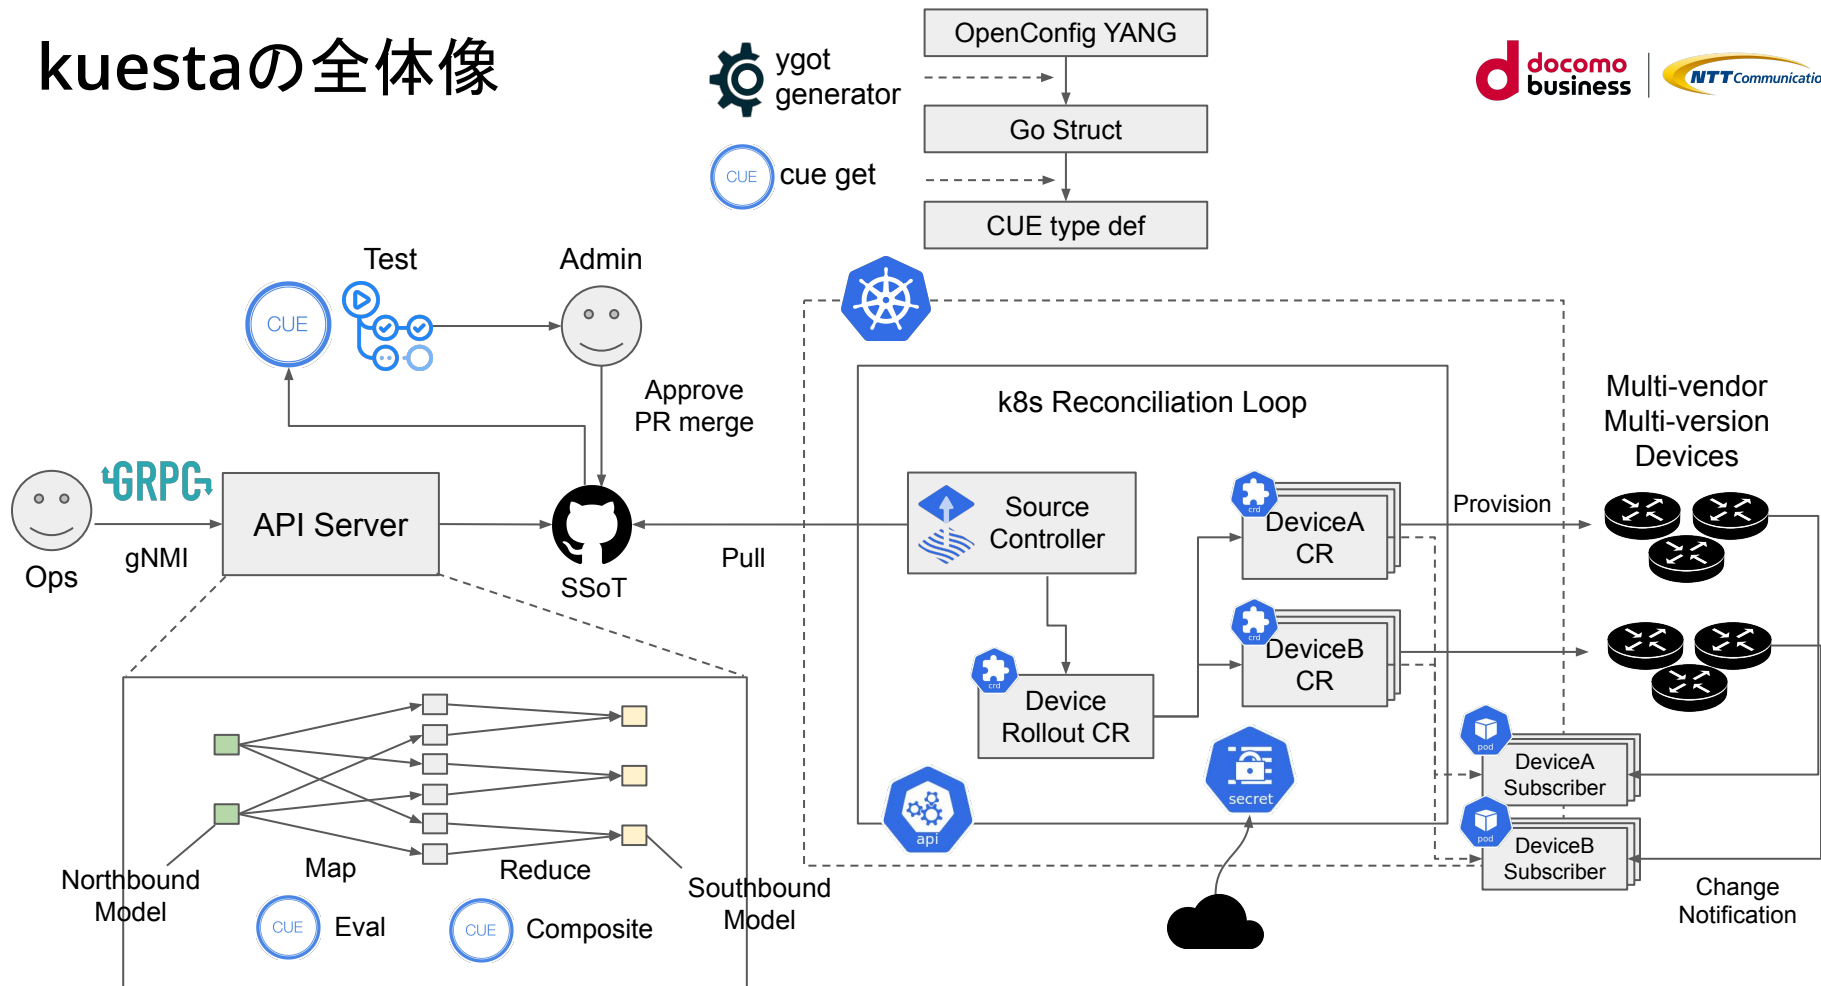 kuestaの全体像
ygot
generator
OpenConfig YANG
Go Struct
CUE
cue get
CUE type def
docomo
business
NTT Communicatio
Test
Admin
CUE
Approve
PR merge
GRPC
gNMI
Ops
API Server
SSoT
Pull
k8s Reconciliation Loop
Source
Controller
crd
DeviceA
CR
crd
DeviceB
CR
crd
Device
Rollout CR
Provision
Multi-vendor
Multi-version
Devices
api
secret
pod
DeviceA
Subscriber
pod
DeviceB
Subscriber
Change
Notification
Northbound
Model
Map
Reduce
Southbound
Model
CUE
Eval
CUE
Composite